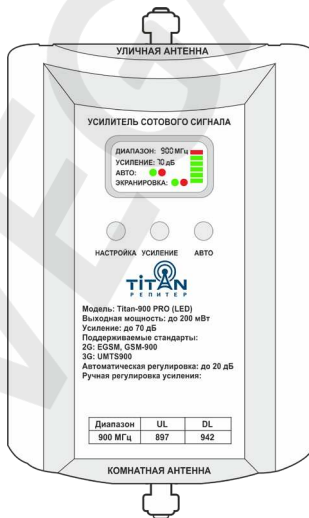 УЛИЧНАЯ АНТЕННА
УСИЛИТЕЛЬ СОТОВОГО СИГНАЛА
ДИАПАЗОН: 900 МГц
УСИЛЕНИЕ: 70 дБ
АВТО:
ЭКРАНИРОВКА:
НАСТРОЙКА УСИЛЕНИЕ АВТО
TITAN
РЕПИТЕР
Модель: Titan-900 PRO (LED)
Выходная мощность: до 200 мВт
Усиление: до 70 дБ
Поддерживаемые стандарты:
2G: EGSM, GSM-900
3G: UMTS900
Автоматическая регулировка: до 20 дБ
Ручная регулировка усиления:
Диапазон UL DL
900 МГц 897 942
КОМНАТНАЯ АНТЕННА